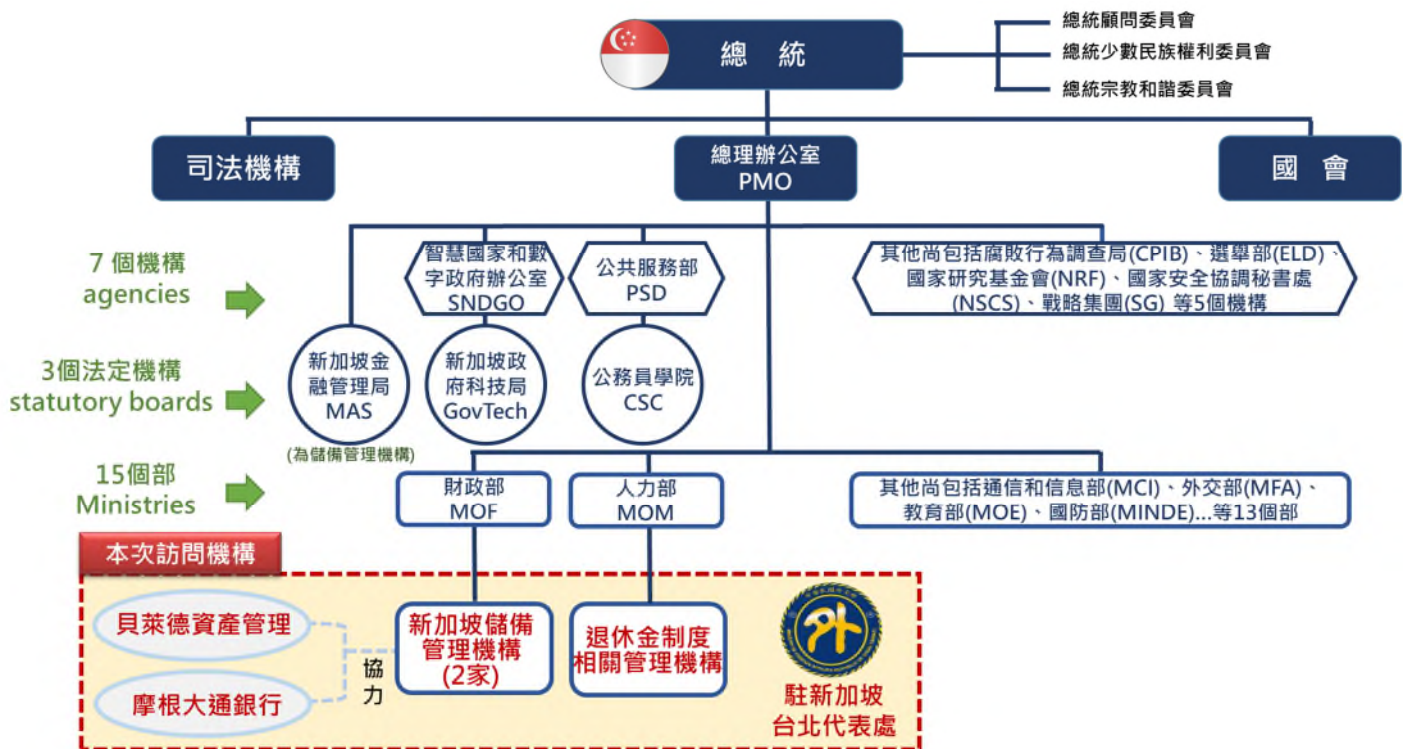 總 統
總統顧問委員會
總統少數民族權利委員會
總統宗教和諧委員會
司法機構
總理辦公室
PMO
國 會
7 個機構
agencies
智慧國家和數
字政府辦公室
SNDGO
公共服務部
PSD
其他尚包括腐敗行為調查局(CPIB)、選舉部(ELD)、
國家研究基金會(NRF)、國家安全協調秘書處
(NSCS)、戰略集團(SG) 等5個機構
3個法定機構
statutory boards
新加坡金
融管理局
MAS
(為儲備管理機構)
新加坡政
府科技局
GovTech
公務員學院
CSC
15個部
Ministries
財政部
MOF
人力部
MOM
其他尚包括通信和信息部(MCI)、外交部(MFA)、
教育部(MOE)、國防部(MINDE)...等13個部
本次訪問機構
貝萊德資產管理
摩根大通銀行
協
力
新加坡儲備
管理機構
(2家)
退休金制度
相關管理機構
駐新加坡
台北代表處